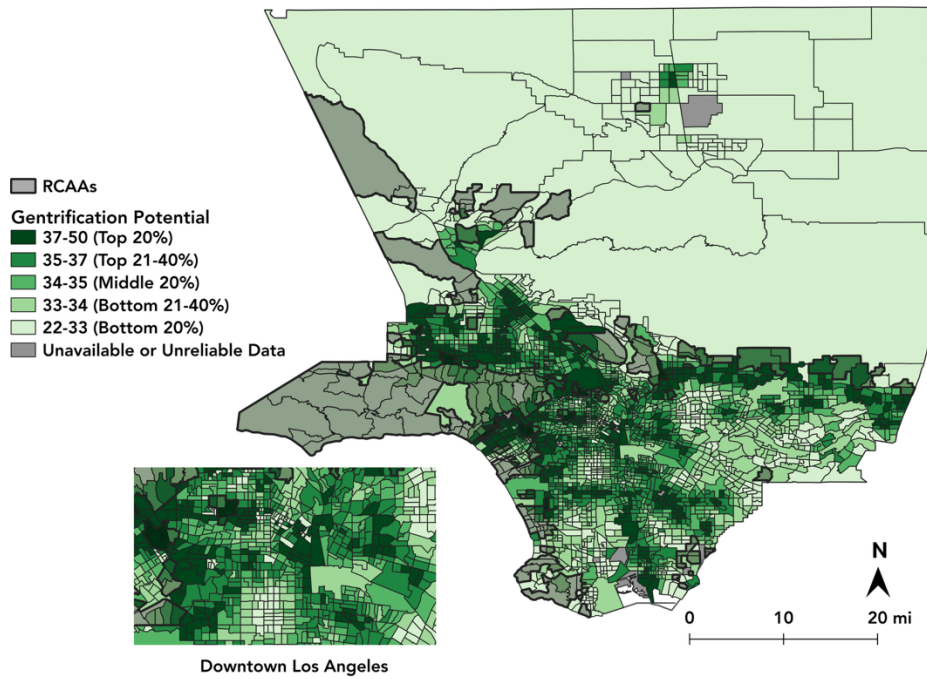 RCAAs
Gentrification Potential
37-50 (Top 20%)
35-37 (Top 21-40%)
34-35 (Middle 20%)
33-34 (Bottom 21-40%)
22-33 (Bottom 20%)
Unavailable or Unreliable Data
N
0 10 20 mi
Downtown Los Angeles